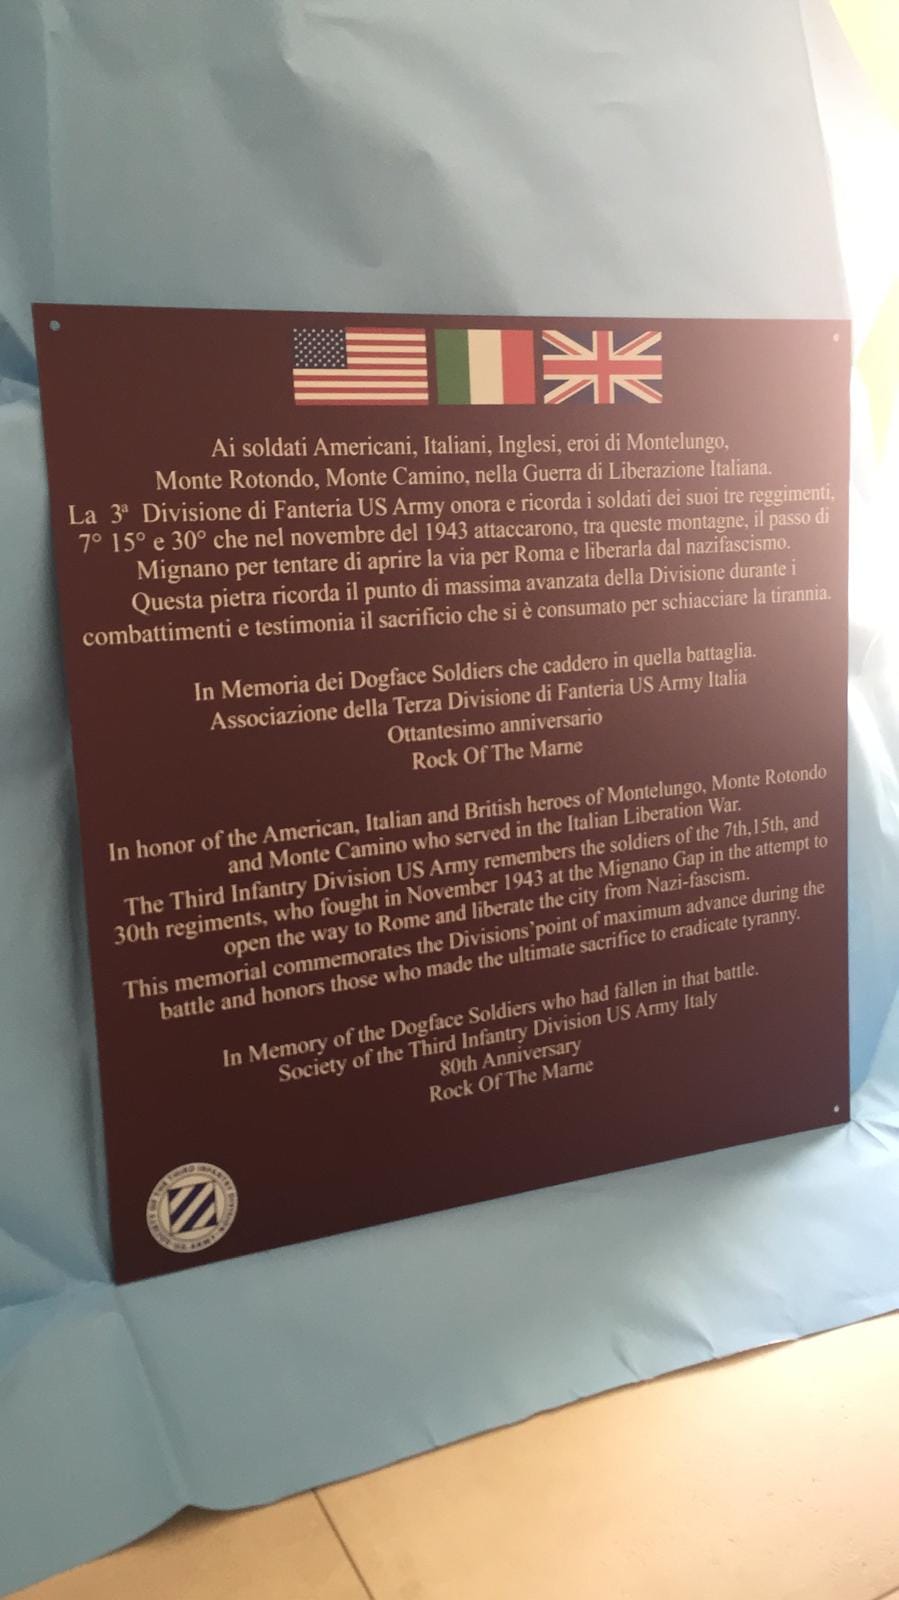 Ai soldati Americani, Italiani, Inglesi, eroi di Montelungo,
Monte Rotondo, Monte Camino, nella Guerra di Liberazione Italiana.
La 3ª Divisione di Fanteria US Army onora e ricorda i soldati dei suoi tre reggimenti,
7° 15° e 30° che nel novembre del 1943 attaccarono, tra queste montagne, il passo di
Mignano per tentare di aprire la via per Roma e liberarla dal nazifascismo.
Questa pietra ricorda il punto di massima avanzata della Divisione durante i
combattimenti e testimonia il sacrificio che si è consumato per schiacciare la tirannia.
In Memoria dei Dogface Soldiers che caddero in quella battaglia.
Associazione della Terza Divisione di Fanteria US Army Italia
Ottantesimo anniversario
Rock Of The Marne
In honor of the American, Italian and British heroes of Montelungo, Monte Rotondo
and Monte Camino who served in the Italian Liberation War.
The Third Infantry Division US Army remembers the soldiers of the 7th,15th, and
30th regiments, who fought in November 1943 at the Mignano Gap in the attempt to
open the way to Rome and liberate the city from Nazi-fascism.
This memorial commemorates the Divisions' point of maximum advance during the
battle and honors those who made the ultimate sacrifice to eradicate tyranny.
In Memory of the Dogface Soldiers who had fallen in that battle.
Society of the Third Infantry Division US Army Italy
80th Anniversary
Rock Of The Marne
SOCIETY OF THE THIRD INFANTRY DIVISION
US ARMY